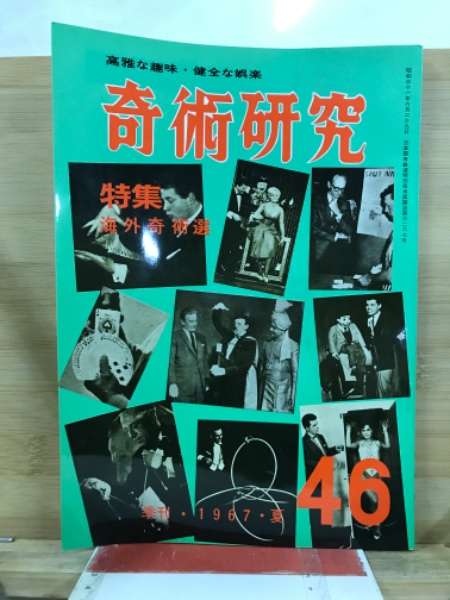 高雅な趣味・健全な娯楽
奇術研究
特集
海外奇術選
46
季刊・1967・夏